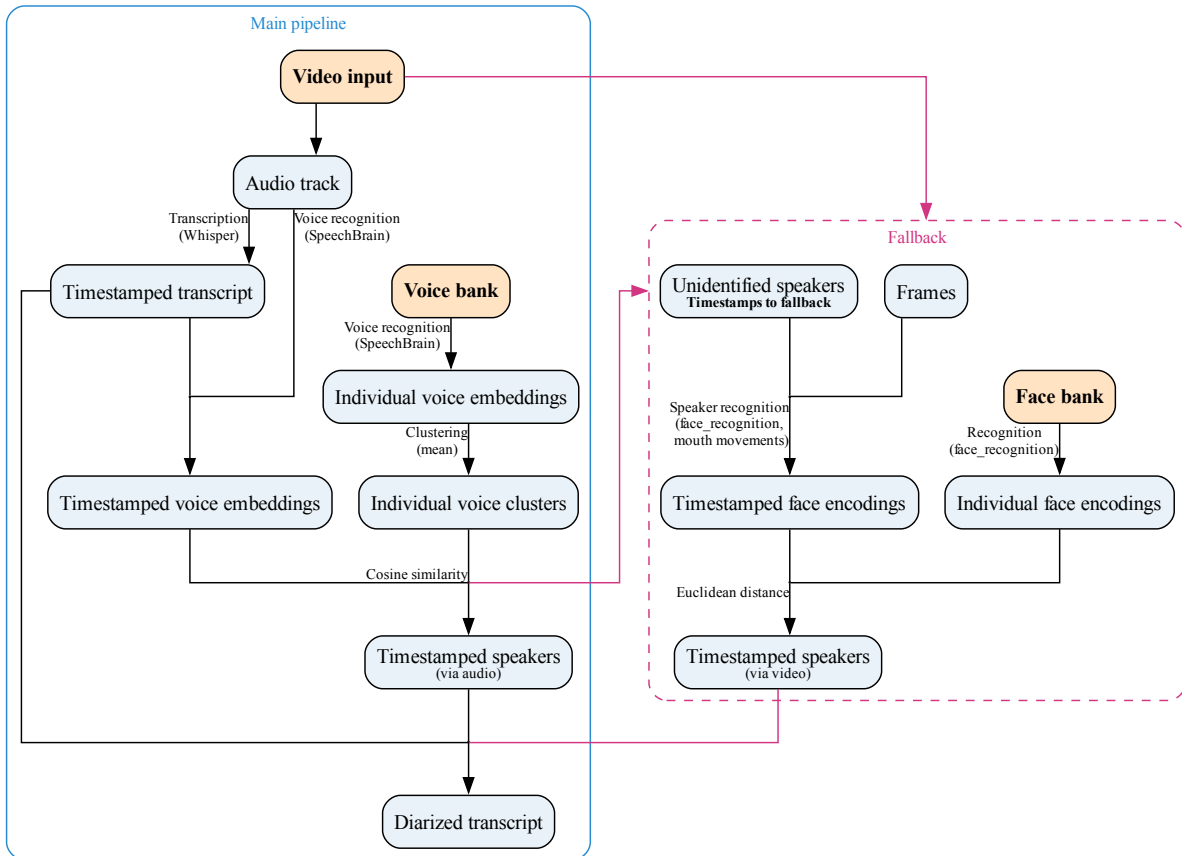 Main pipeline
Video input
Audio track
Transcription
(Whisper)
Voice recognition
(SpeechBrain)
Timestamped transcript
Voice bank
Voice recognition
(SpeechBrain)
Individual voice embeddings
Clustering
(mean)
Timestamped voice embeddings
Individual voice clusters
Cosine similarity
Timestamped speakers
(via audio)
Diarized transcript
Fallback
Unidentified speakers
Timestamps to fallback
Frames
Speaker recognition
(face_recognition,
mouth movements)
Face bank
Recognition
(face_recognition)
Timestamped face encodings
Individual face encodings
Euclidean distance
Timestamped speakers
(via video)